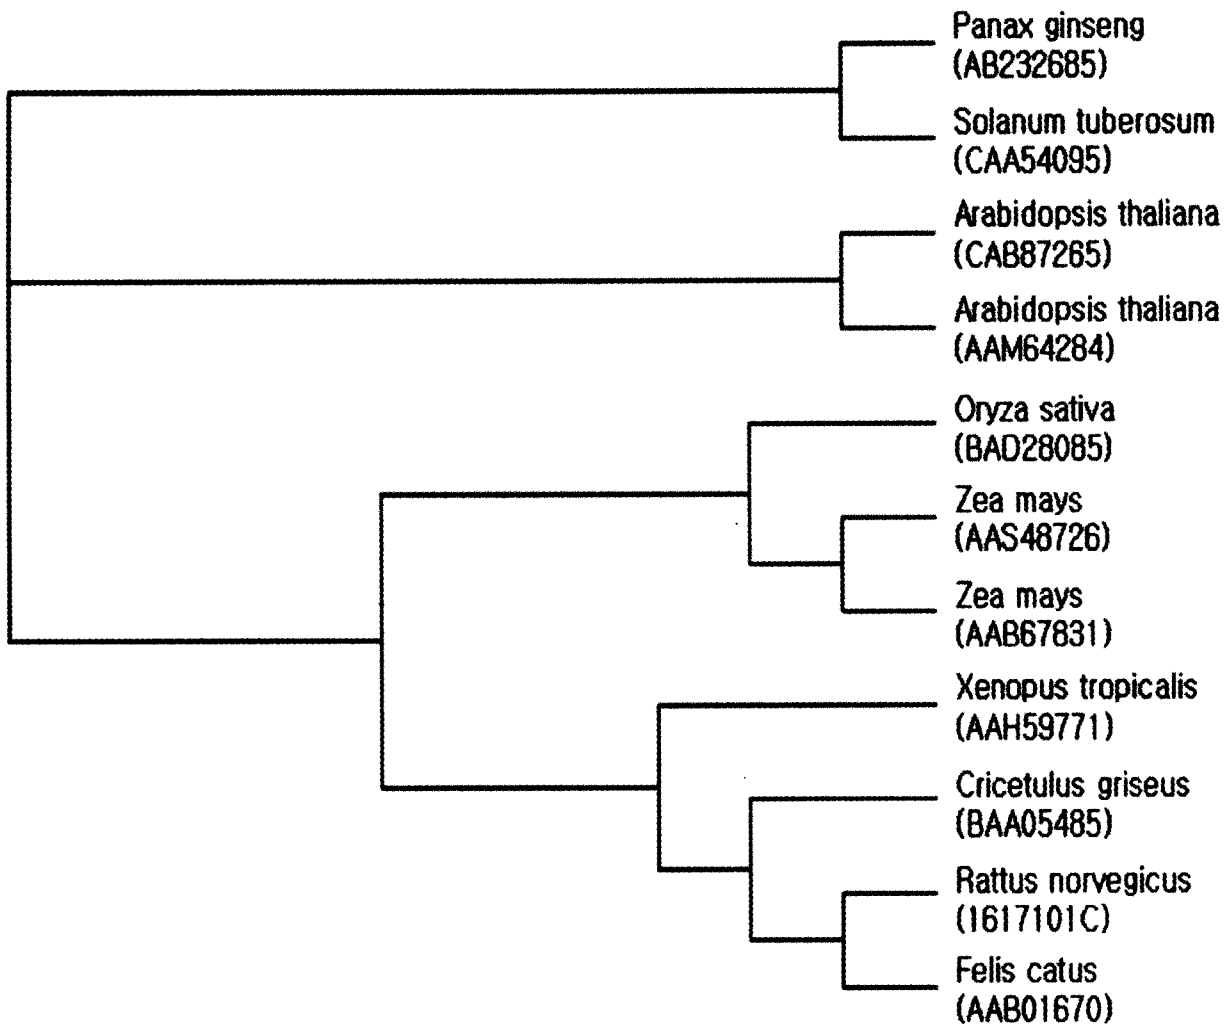 Panax ginseng
(AB232685)
Solanum tuberosum
(CAA54095)
Arabidopsis thaliana
(CAB87265)
Arabidopsis thaliana
(AAM64284)
Oryza sativa
(BAD28085)
Zea mays
(AAS48726)
Zea mays
(AAB67831)
Xenopus tropicalis
(AAH59771)
Cricetulus griseus
(BAA05485)
Rattus norvegicus
(1617101C)
Felis catus
(AAB01670)